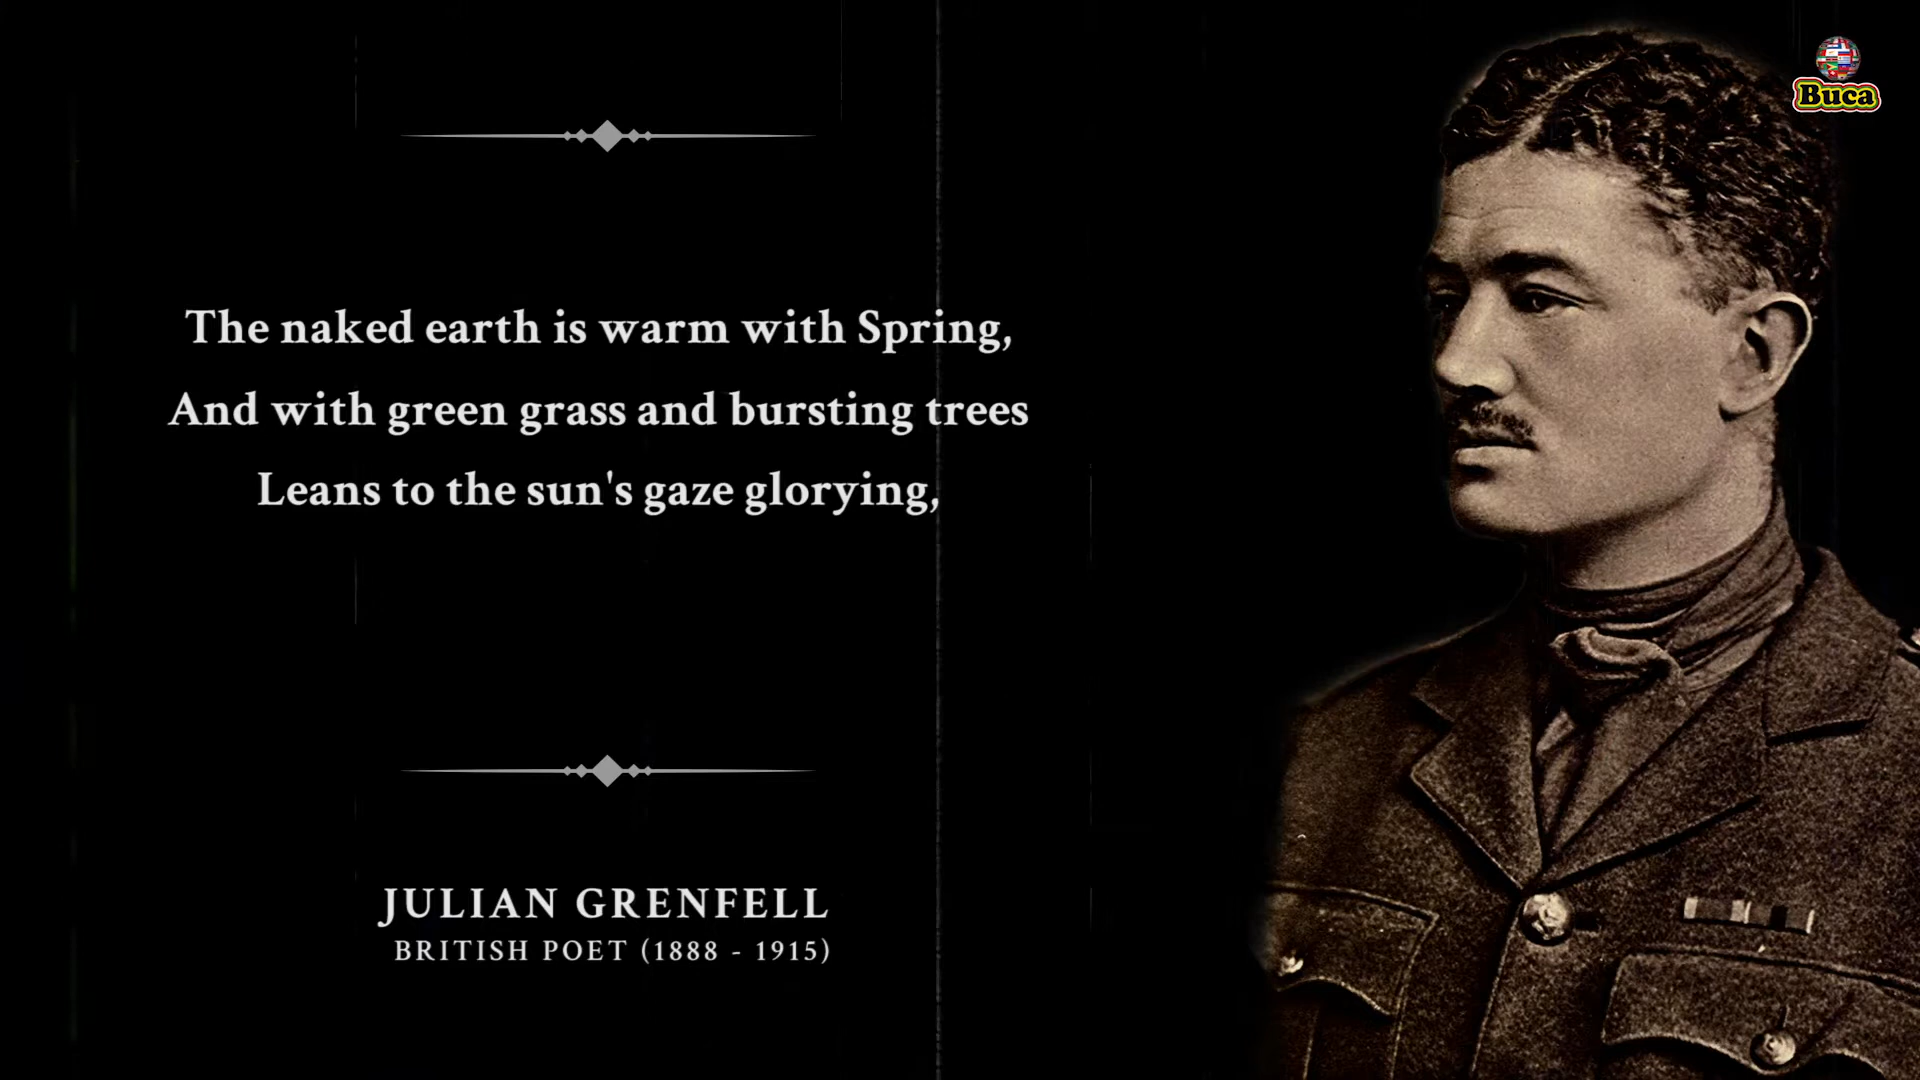 Buca
The naked earth is warm with Spring,
And with green grass and bursting trees
Leans to the sun's gaze glorying,
JULIAN GRENFELL
BRITISH POET (1888 - 1915)